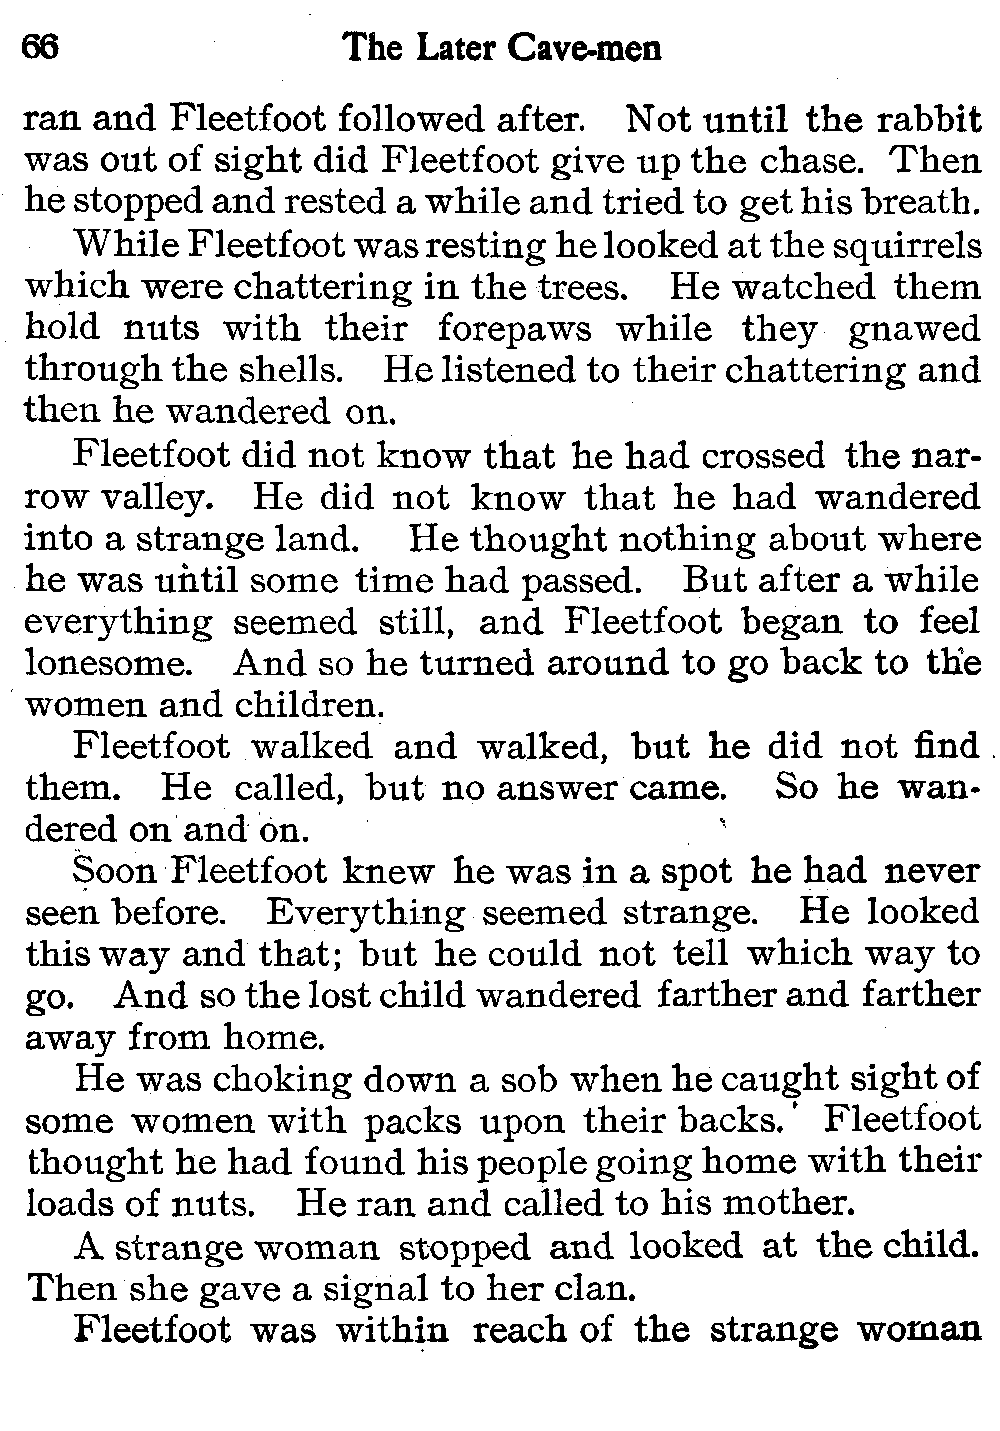 66 The Later Cave-men
ran and Fleetfoot followed after. Not until the rabbit
was out of sight did Fleetfoot give up the chase. Then
he stopped and rested a while and tried to get his breath.
While Fleetfoot was resting he looked at the squirrels
which were chattering in the trees. He watched them
hold nuts with their forepaws while they gnawed
through the shells. He listened to their chattering and
then he wandered on.
Fleetfoot did not know that he had crossed the nar-
row valley. He did not know that he had wandered
into a strange land. He thought nothing about where
he was until some time had passed. But after a while
everything seemed still, and Fleetfoot began to feel
lonesome. And so he turned around to go back to the
women and children.
Fleetfoot walked and walked, but he did not find
them. He called, but no answer came. So he wan-
dered on and on.
Soon Fleetfoot knew he was in a spot he had never
seen before. Everything seemed strange. He looked
this way and that; but he could not tell which way to
go. And so the lost child wandered farther and farther
away from home.
He was choking down a sob when he caught sight of
some women with packs upon their backs. Fleetfoot
thought he had found his people going home with their
loads of nuts. He ran and called to his mother.
A strange woman stopped and looked at the child.
Then she gave a signal to her clan.
Fleetfoot was within reach of the strange woman